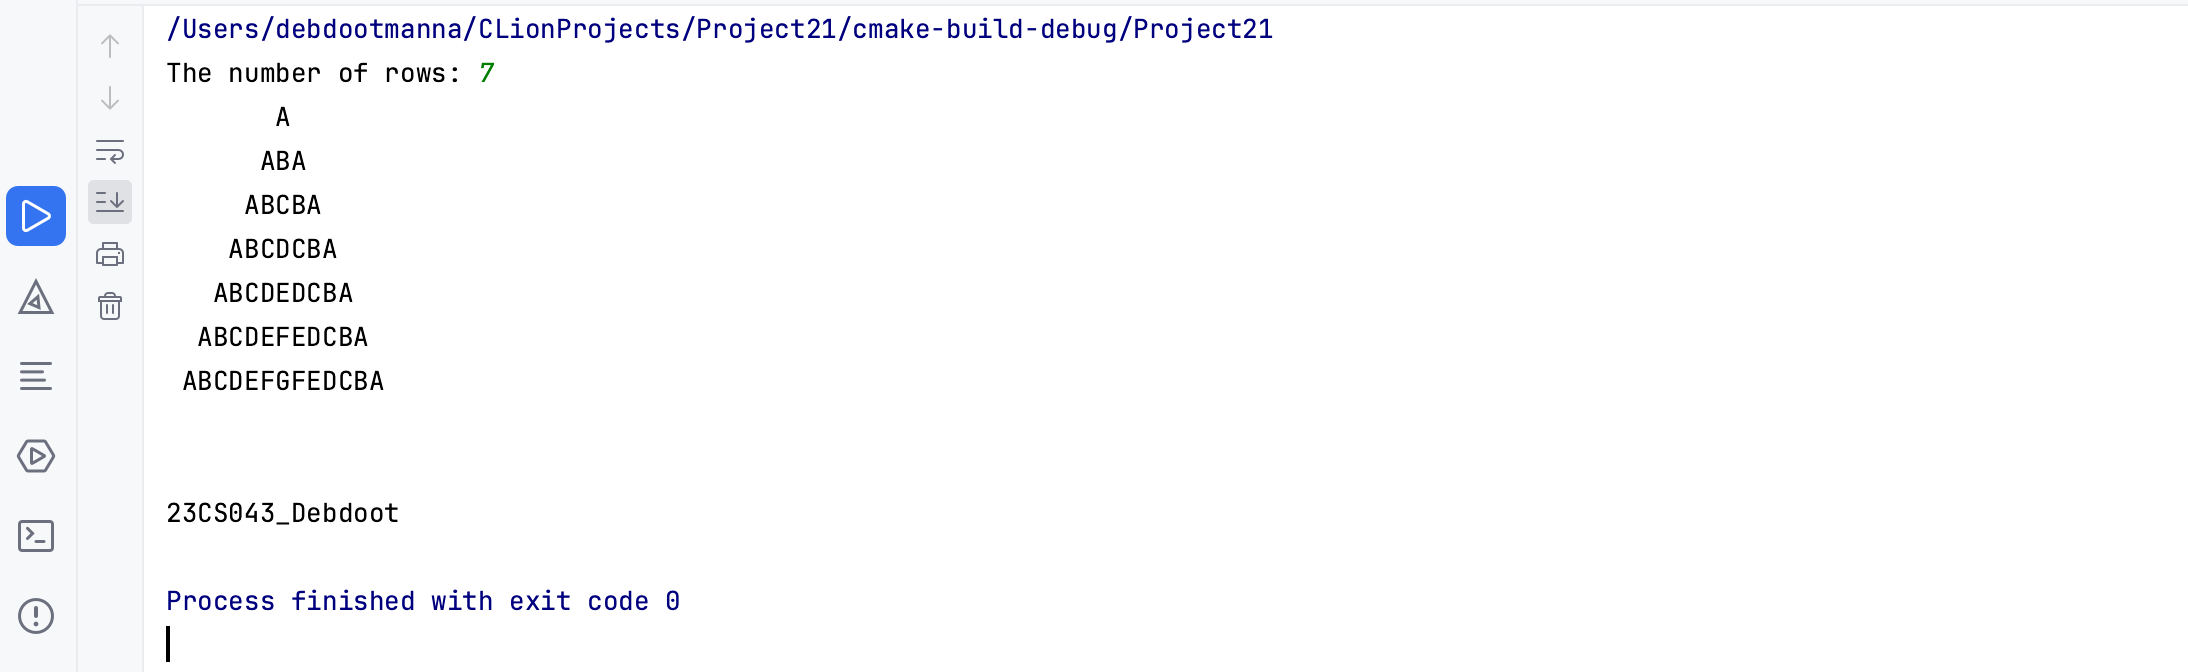 /Users/debdootmanna/CLionProjects/Project21/cmake-build-debug/Project21
The number of rows: 7
       A
      ABA
     ABCBA
    ABCDCBA
   ABCDEDCBA
  ABCDEFEDCBA
 ABCDEFGFEDCBA
23CS043_Debdoot
Process finished with exit code 0